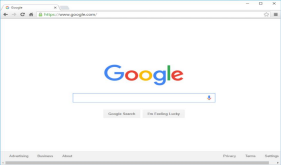 Google
https://www.google.com/
Google
Google Search I'm Feeling Lucky
Advertising Business About Privacy Terms Settings